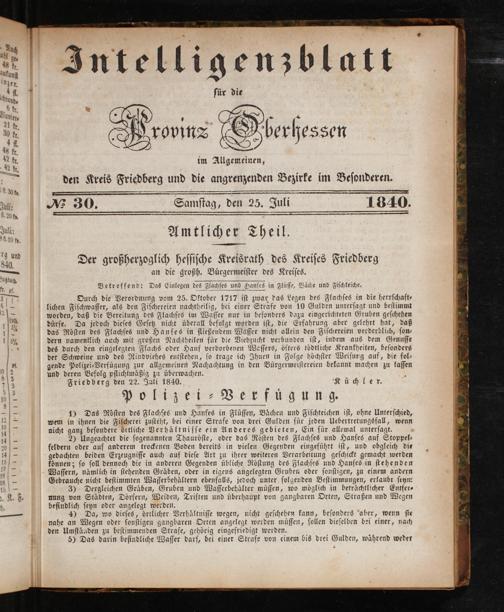 Intelligenzblatt
für die
Provinz Oberhessen
im Allgemeinen,
den Kreis Friedberg und die angrenzenden Bezirke im Besonderen.
№ 30. Samstag, den 25. Juli 1840.
Amtlicher Theil.
Der großherzoglich hessische Kreisrath des Kreises Friedberg
an die großh. Bürgermeister des Kreises.
Betreffend: Das Einlegen des Flachses und Hanfes in Flüsse, Bäche und Fischteiche.
Durch die Verordnung vom 25. Oktober 1717 ist zwar das Legen des Flachses in die herrschaft-
lichen Fischwasser, als den Fischereien nachtheilig, bei einer Strafe von 10 Gulden untersagt und bestimmt
worden, daß die Bereitung des Flachses im Wasser nur in besonders dazu eingerichteten Gruben geschehen
dürfe. Da jedoch dieses Gesetz nicht überall befolgt worden ist, die Erfahrung aber gelehrt hat, daß
das Rösten des Flachses und Hanfes in fliesendem Wasser nicht allein den Fischereien verderblich, son-
dern namentlich auch mit großen Nachtheilen für die Viehzucht verbunden ist, indem aus dem Genusse
des durch den eingelegten Flachs oder Hanf verdorbenen Wassers, öfters tödtliche Krankheiten, besonders
der Schweine und des Rindviehes entstehen, so trage ich Ihnen in Folge höchster Weisung auf, die fol-
gende Polizei-Verfügung zur allgemeinen Nachachtung in den Bürgermeistereien bekannt machen zu lassen
und deren Befolg pflichtmäßig zu überwachen.
Friedberg den 22. Juli 1840. Küchler.
Polizei-Verfügung.
1) Das Rösten des Flachses und Hanfes in Flüssen, Bächen und Fischteichen ist, ohne Unterschied,
wem in ihnen die Fischerei zusteht, bei einer Strafe von drei Gulden für jeden Uebertretungsfall, wenn
nicht ganz besondere örtliche Verhältnisse ein Anderes gebieten, Ein für allemal untersagt.
2) Ungeachtet die sogenannten Thauröste, oder das Rösten des Flachses und Hanfes auf Stoppel-
feldern oder auf anderen trockenen Orten, bereits in vielen Gegenden eingeführt ist, und obgleich die
gedachten beiden Erzeugnisse auch auf diese Art zu ihrer weiteren Verarbeitung geschickt gemacht werden
können; so soll dennoch die in anderen Gegenden übliche Röstung des Flachses und Hanfes in stehenden
Wassern, nämlich in stehenden Gräben, oder in eigens angelegten Gruben oder sonstigen, zu einem andern
Gebrauche nicht bestimmten Wasserbehältern ebenfalls, jedoch unter folgenden Bestimmungen, erlaubt seyn:
3) Dergleichen Gräben, Gruben und Wasserbehälter müssen, wo möglich in beträchtlicher Entfer-
nung von Städten, Dörfern, Weiden, Triften und überhaupt von gangbaren Orten, Straßen und Wegen
befindlich seyn oder angelegt werden.
4) Da, wo dieses, örtlicher Verhältnisse wegen, nicht geschehen kann, besonders aber, wenn sie
nahe an Wegen oder sonstigen gangbaren Orten angelegt werden müssen, sollen dieselben bei einer, nach
den Umständen zu bestimmenden Strafe, gehörig eingefriedigt werden.
5) Das darin befindliche Wasser darf, bei einer Strafe von einem bis drei Gulden, während weder